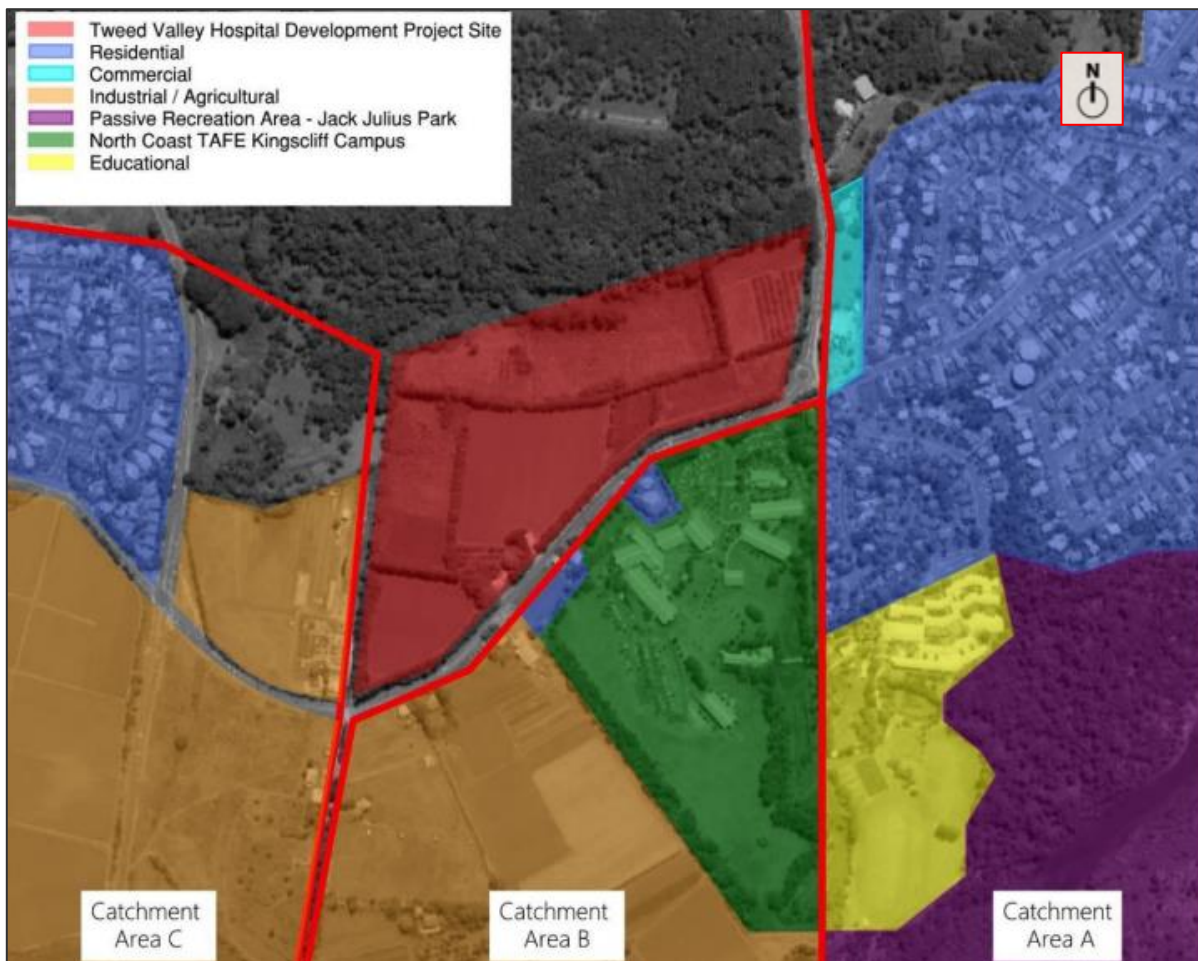 Tweed Valley Hospital Development Project Site
Residential
Commercial
Industrial / Agricultural
Passive Recreation Area - Jack Julius Park
North Coast TAFE Kingscliff Campus
Educational
N
Catchment
Area C
Catchment
Area B
Catchment
Area A